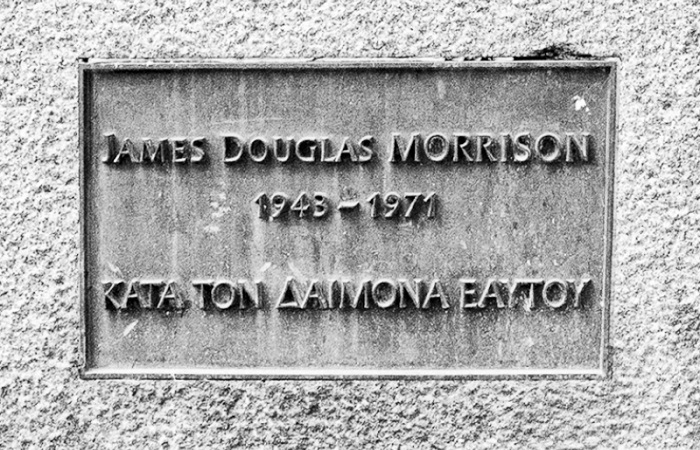 JAMES DOUGLAS MORRISON
1943 – 1971
ΚΑΤΑ ΤΟΝ ΔΑΙΜΟΝΑ ΕΑΥΤΟΥ